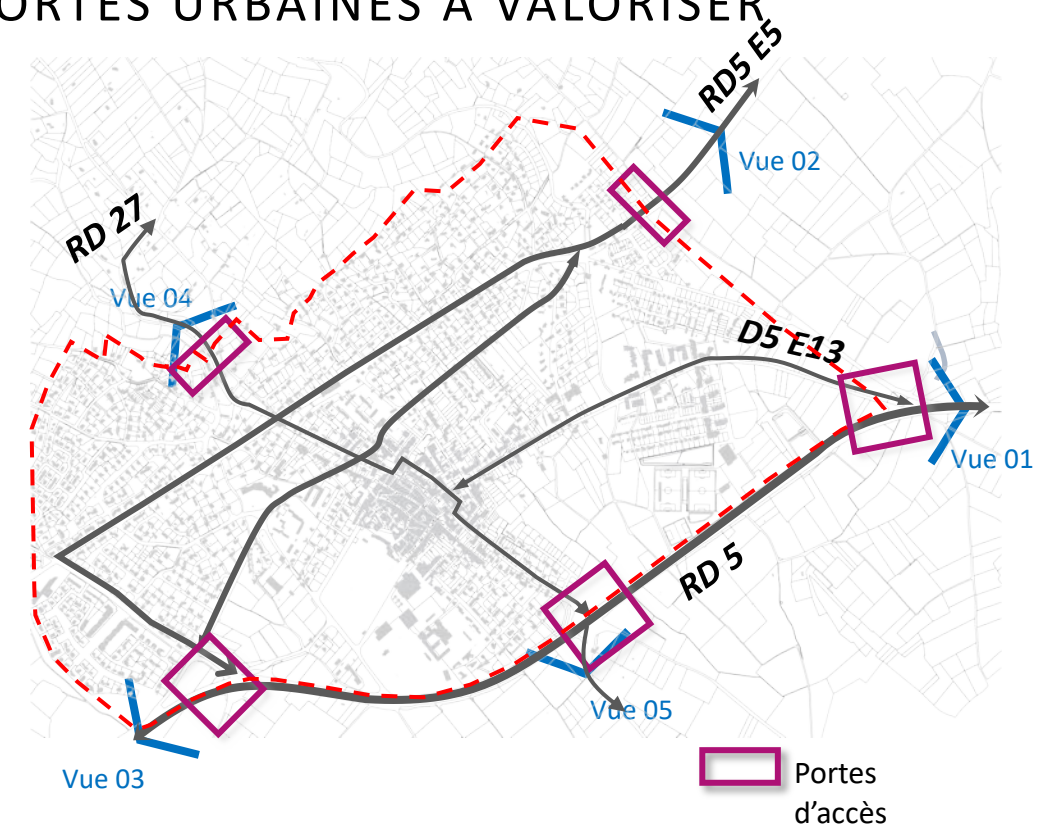 ORTES URBAINES À VALORISER
RD5 E5
Vue 02
RD 27
Vue 04
D5 E13
Vue 01
RD 5
Vue 05
Vue 03
Portes
d'accès